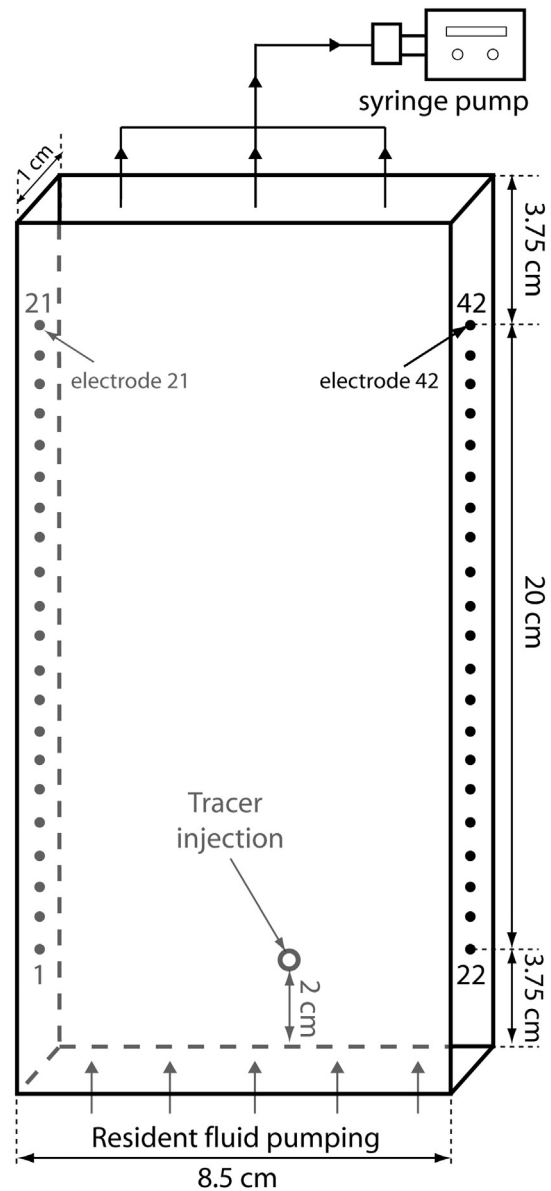 syringe pump
1 cm
3.75 cm
21
42
electrode 21
electrode 42
20 cm
Tracer
injection
1
22
2 cm
3.75 cm
Resident fluid pumping
8.5 cm